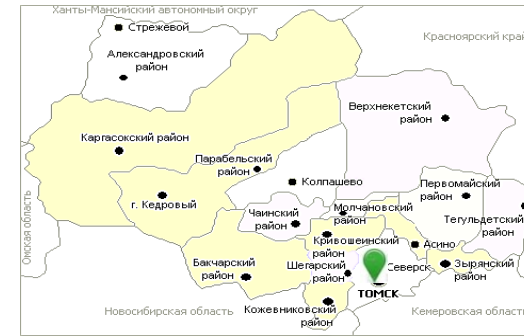 Ханты-Мансийский автономный округ
Стрежевой
Красноярский край
Александровский
район
Верхнекетский
район
Каргасокский район
Парабельский
район
Колпашево
Первомайский
район
г. Кедровый
Молчановский
район
Чаинский
район
Тегульдетский
район
Омская область
Кривошеинский
район
Асино
Бакчарский
район
Шегарский
район
Северск
Зырянский
район
ТОМСК
Новосибирская область
Кожевниковский
район
Кемеровская область